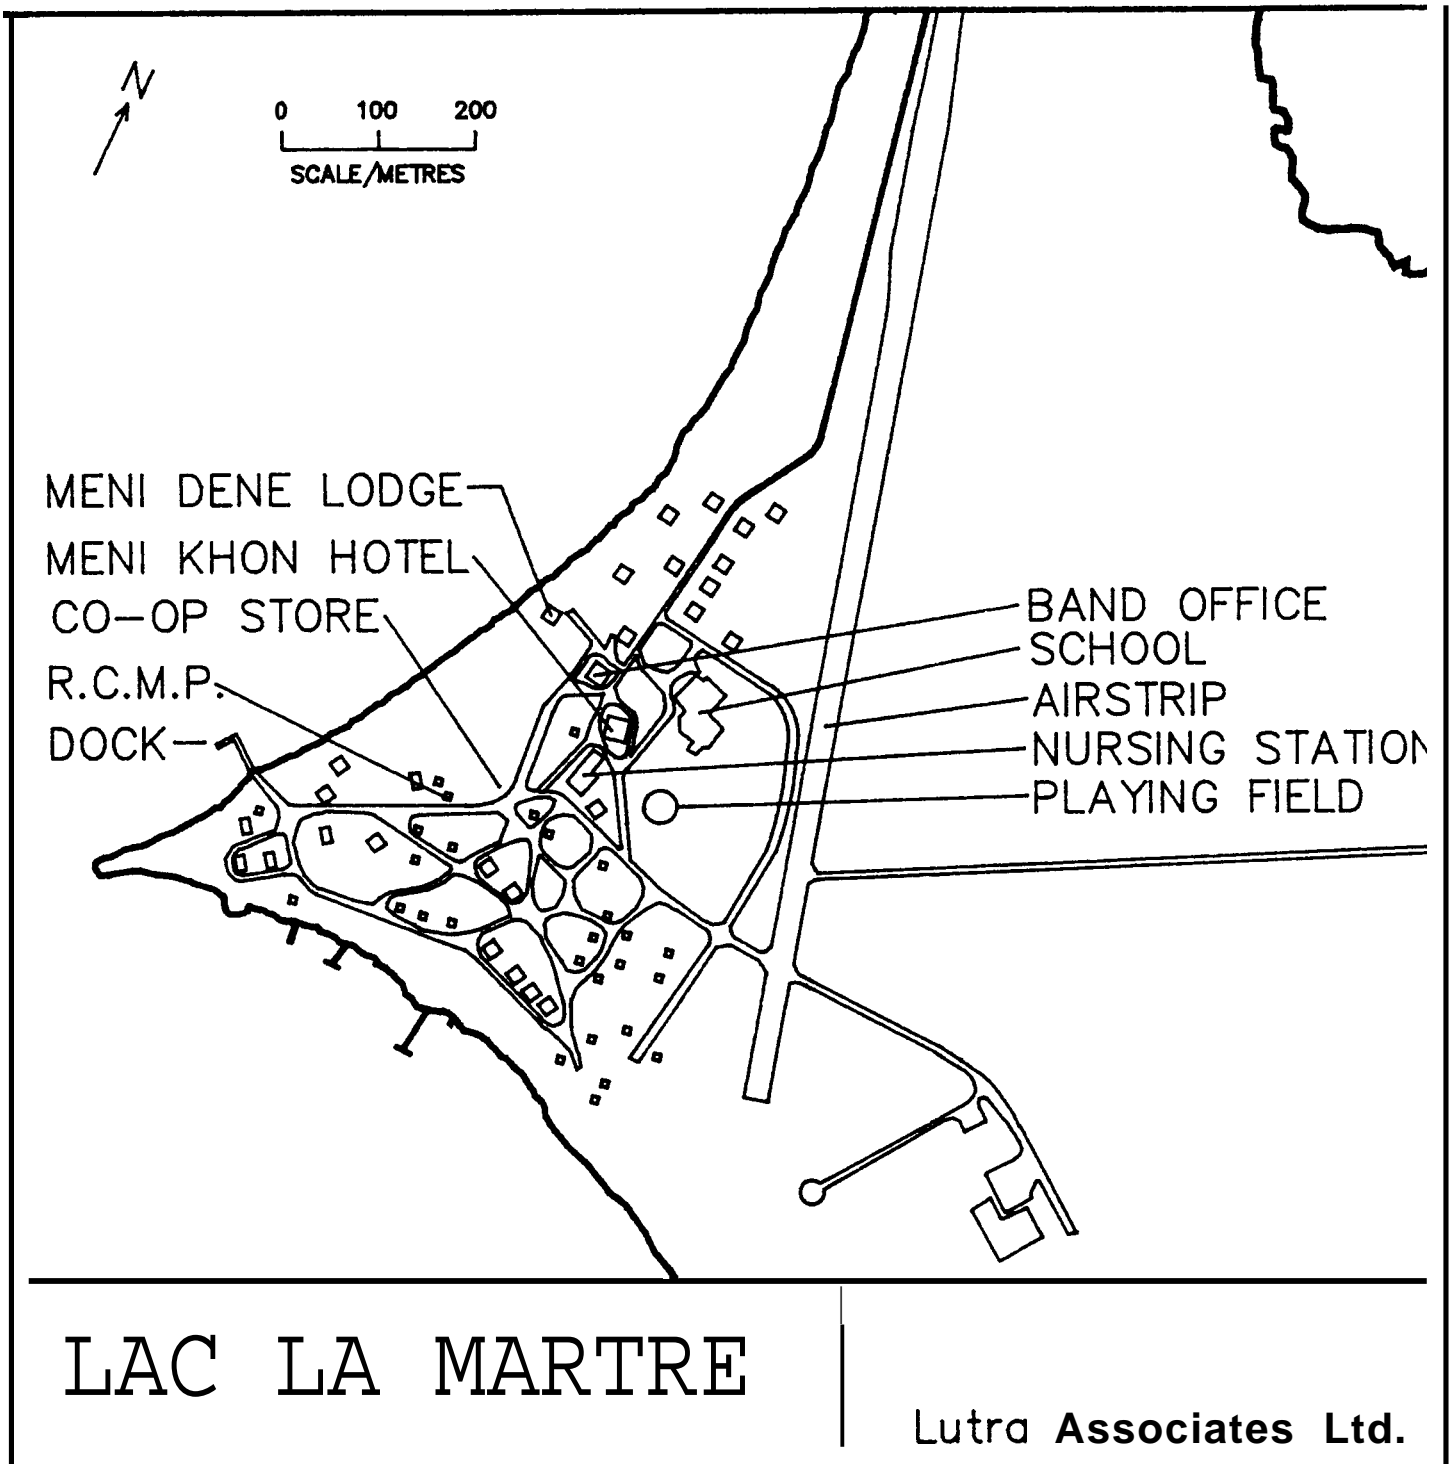 N
0 100 200
SCALE/METRES
MENI DENE LODGE
MENI KHON HOTEL
CO-OP STORE
R.C.M.P.
DOCK
BAND OFFICE
SCHOOL
AIRSTRIP
NURSING STATION
PLAYING FIELD
LAC LA MARTRE
Lutra Associates Ltd.